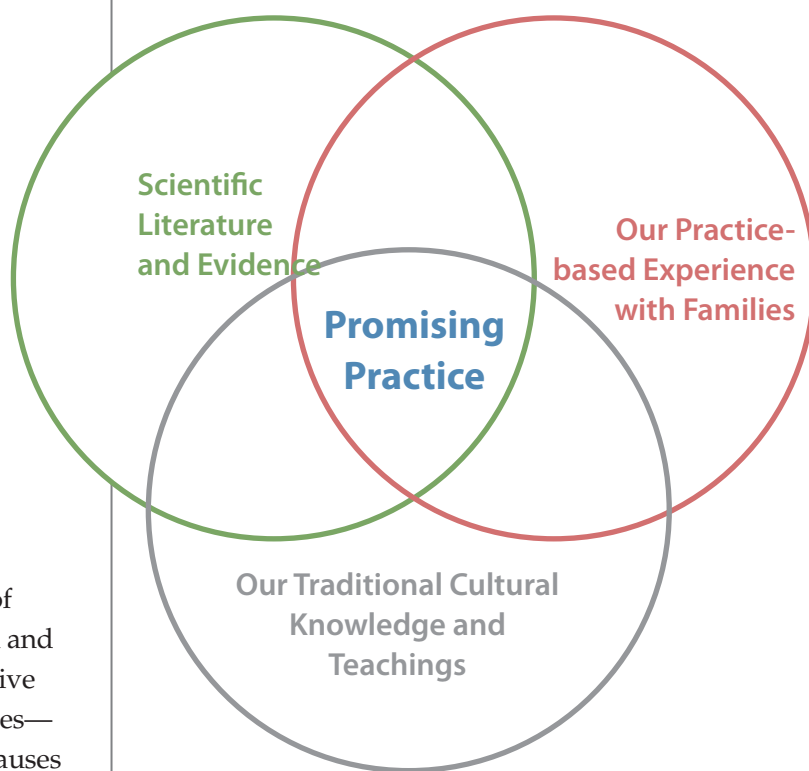 Scientific
Literature
and Evidence
Our Practice-
based Experience
with Families
Promising
Practice
Our Traditional Cultural
Knowledge and
Teachings
of
and
ive
es—
auses